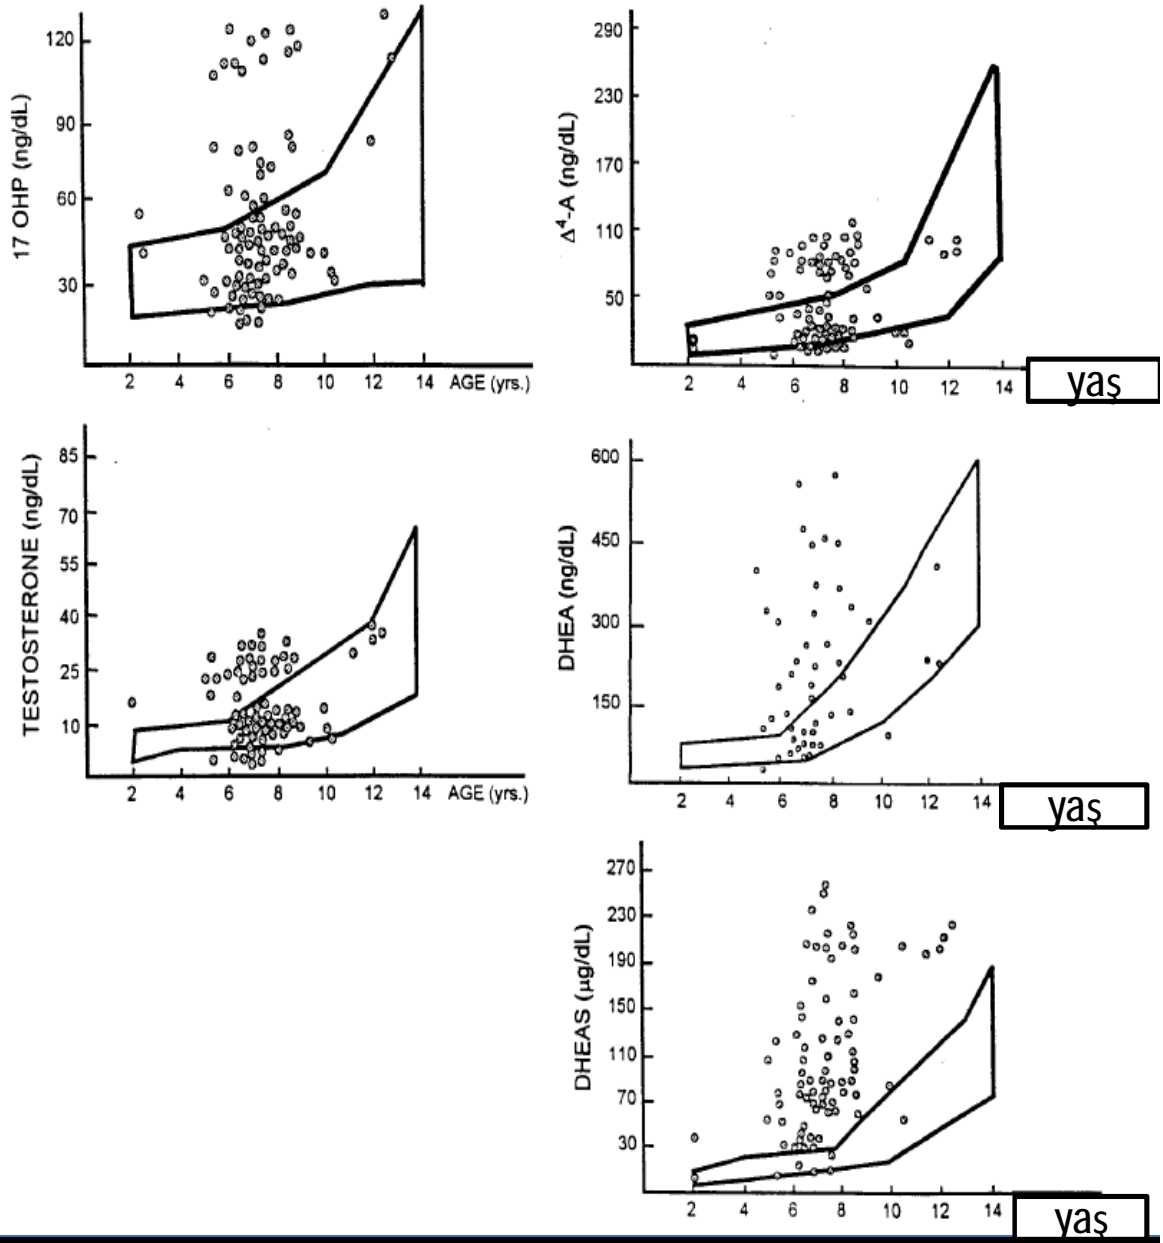 17 OHP (ng/dL)
120
90
60
30
2 4 6 8 10 12 14 AGE (yrs.)
Δ⁴-A (ng/dL)
290
230
170
110
50
2 4 6 8 10 12 14
yaş
TESTOSTERONE (ng/dL)
85
70
55
40
25
10
2 4 6 8 10 12 14 AGE (yrs.)
DHEA (ng/dL)
600
450
300
150
2 4 6 8 10 12 14
yaş
DHEAS (µg/dL)
270
230
190
150
110
70
30
2 4 6 8 10 12 14
yaş